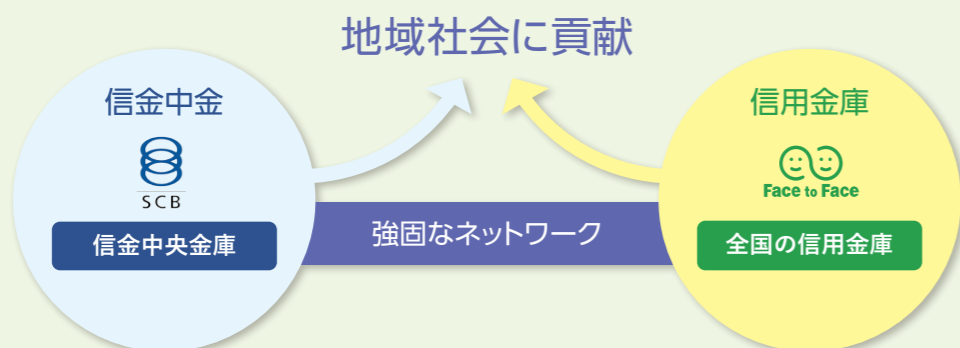 地域社会に貢献
信金中金
SCB
信金中央金庫
強固なネットワーク
信用金庫
Face to Face
全国の信用金庫